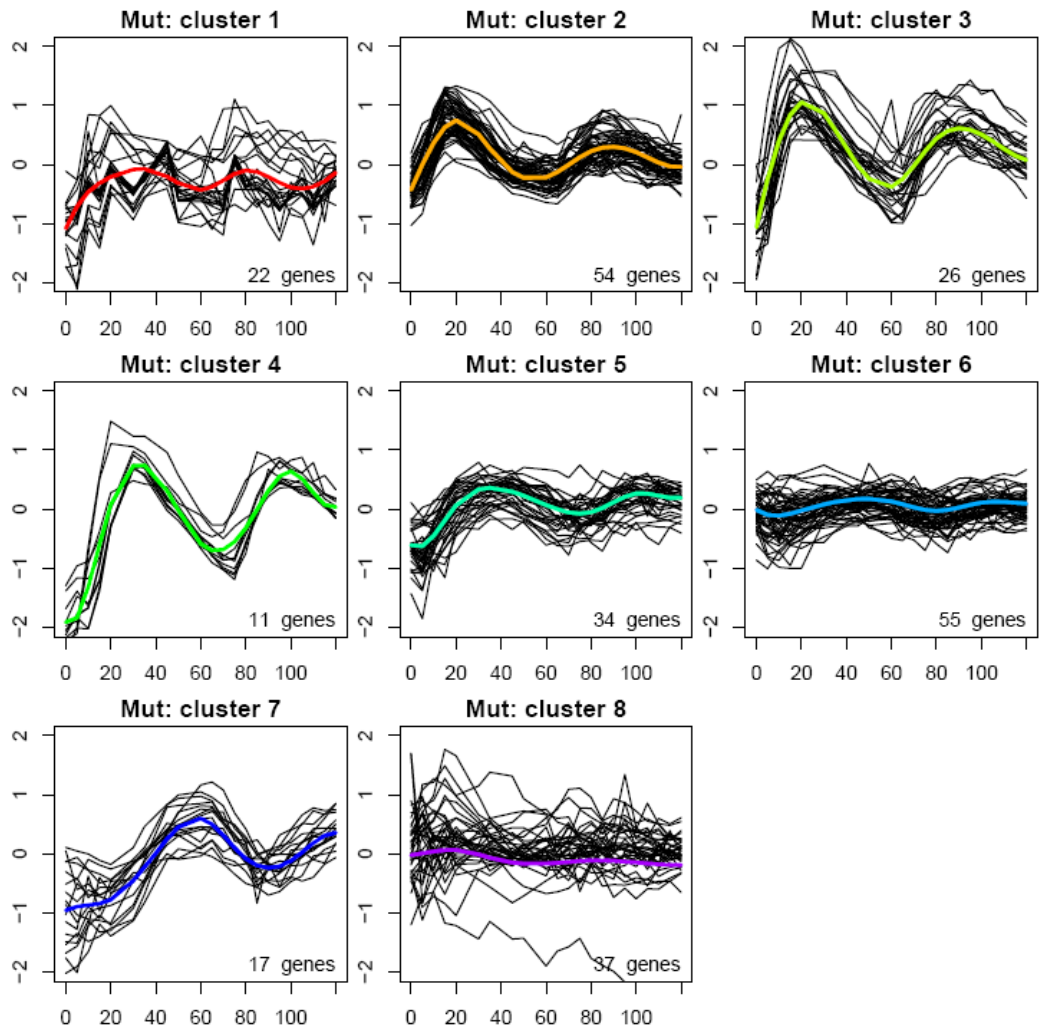 Mut: cluster 1
2
1
0
−1
−2
22 genes
0 20 40 60 80 100
Mut: cluster 2
2
1
0
−1
−2
54 genes
0 20 40 60 80 100
Mut: cluster 3
2
1
0
−1
−2
26 genes
0 20 40 60 80 100
Mut: cluster 4
2
1
0
−1
−2
11 genes
0 20 40 60 80 100
Mut: cluster 5
2
1
0
−1
−2
34 genes
0 20 40 60 80 100
Mut: cluster 6
2
1
0
−1
−2
55 genes
0 20 40 60 80 100
Mut: cluster 7
2
1
0
−1
−2
17 genes
0 20 40 60 80 100
Mut: cluster 8
2
1
0
−1
−2
37 genes
0 20 40 60 80 100